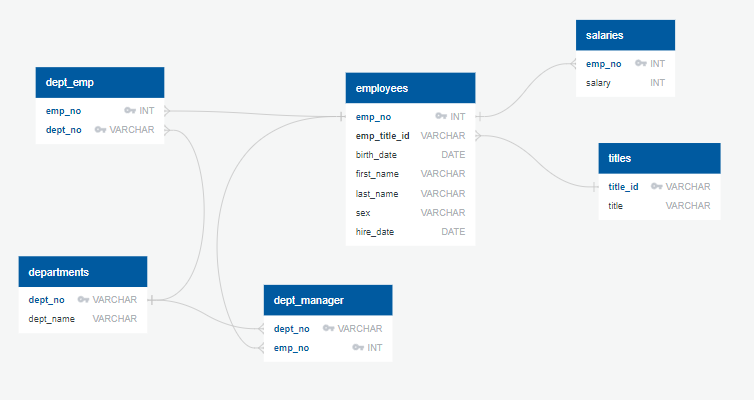 salaries
emp_no INT
salary INT
dept_emp
emp_no INT
dept_no VARCHAR
employees
emp_no INT
emp_title_id VARCHAR
birth_date DATE
first_name VARCHAR
last_name VARCHAR
sex VARCHAR
hire_date DATE
titles
title_id VARCHAR
title VARCHAR
departments
dept_no VARCHAR
dept_name VARCHAR
dept_manager
dept_no VARCHAR
emp_no INT